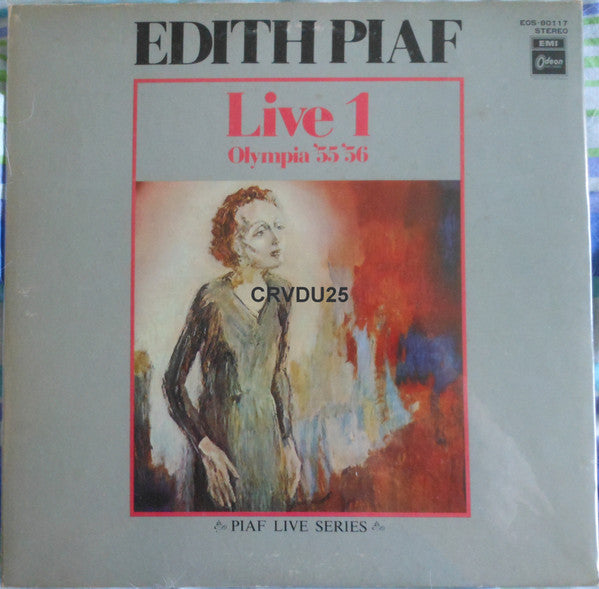 EDITH PIAF
EOS-80117
STEREO
EMI
Odeon
Live 1
Olympia '55 '56
CRVDU25
PIAF LIVE SERIES